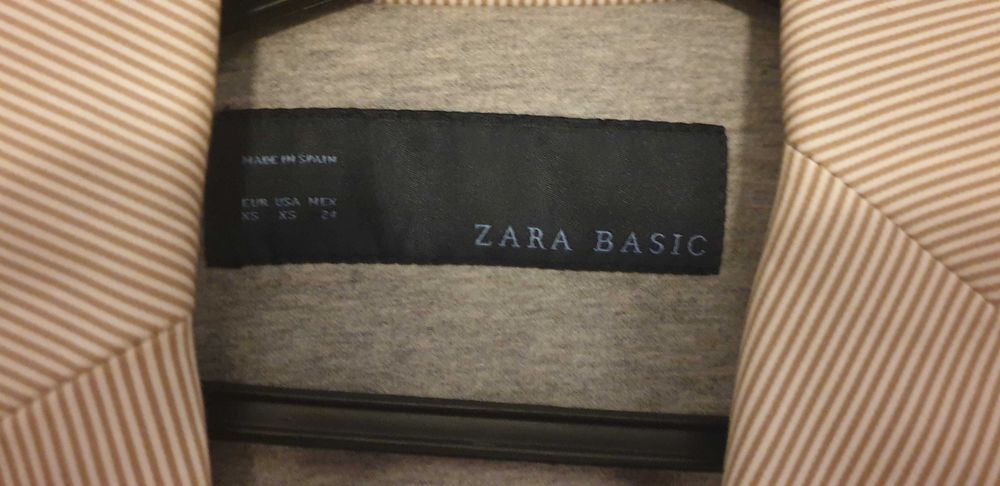 MADE IN SPAIN
EUR USA MEX
XS XS 24
ZARA BASIC